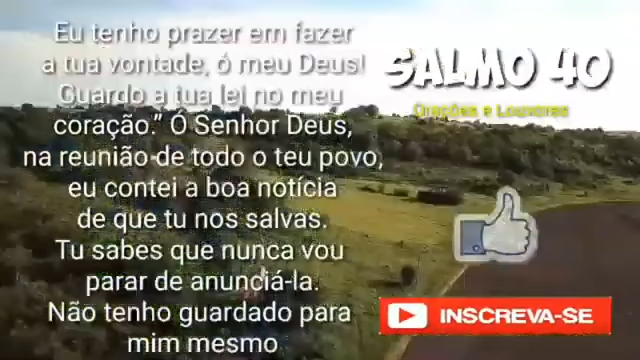 Eu tenho prazer em fazer
a tua vontade, ó meu Deus!
Guardo a tua lei no meu
coração.” Ó Senhor Deus,
na reunião de todo o teu povo,
eu contei a boa notícia
de que tu nos salvas.
Tu sabes que nunca vou
parar de anunciá-la.
Não tenho guardado para
mim mesmo
SALMO 40
Orações e Louvores
INSCREVA-SE